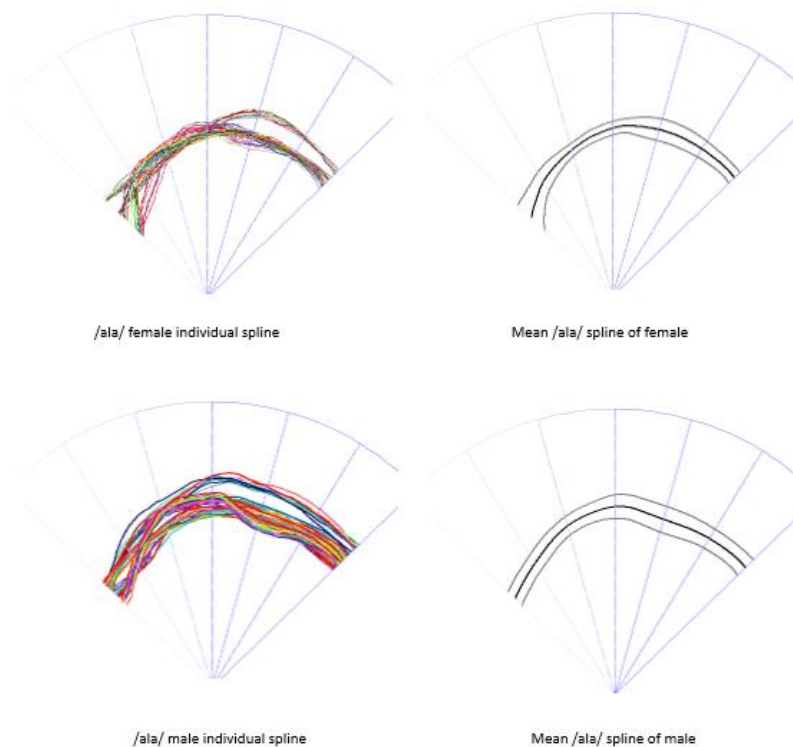 /ala/ female individual spline
Mean /ala/ spline of female
/ala/ male individual spline
Mean /ala/ spline of male